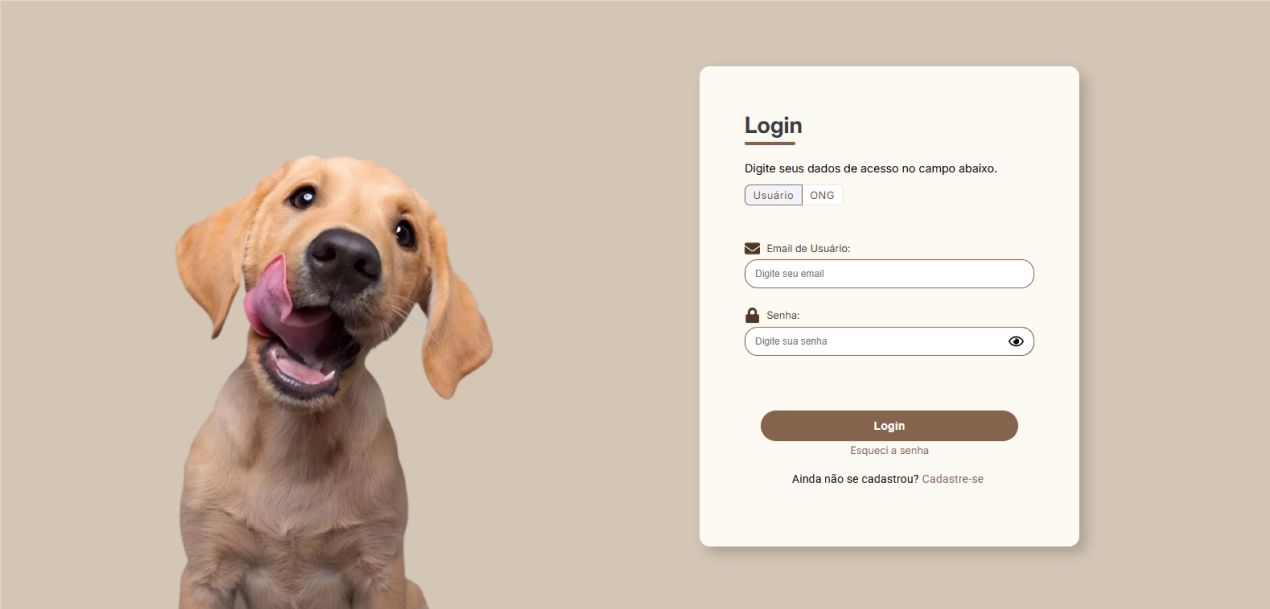 Login
Digite seus dados de acesso no campo abaixo.
Usuário ONG
Email de Usuário:
Digite seu email
Senha:
Digite sua senha
Login
Esqueci a senha
Ainda não se cadastrou? Cadastre-se